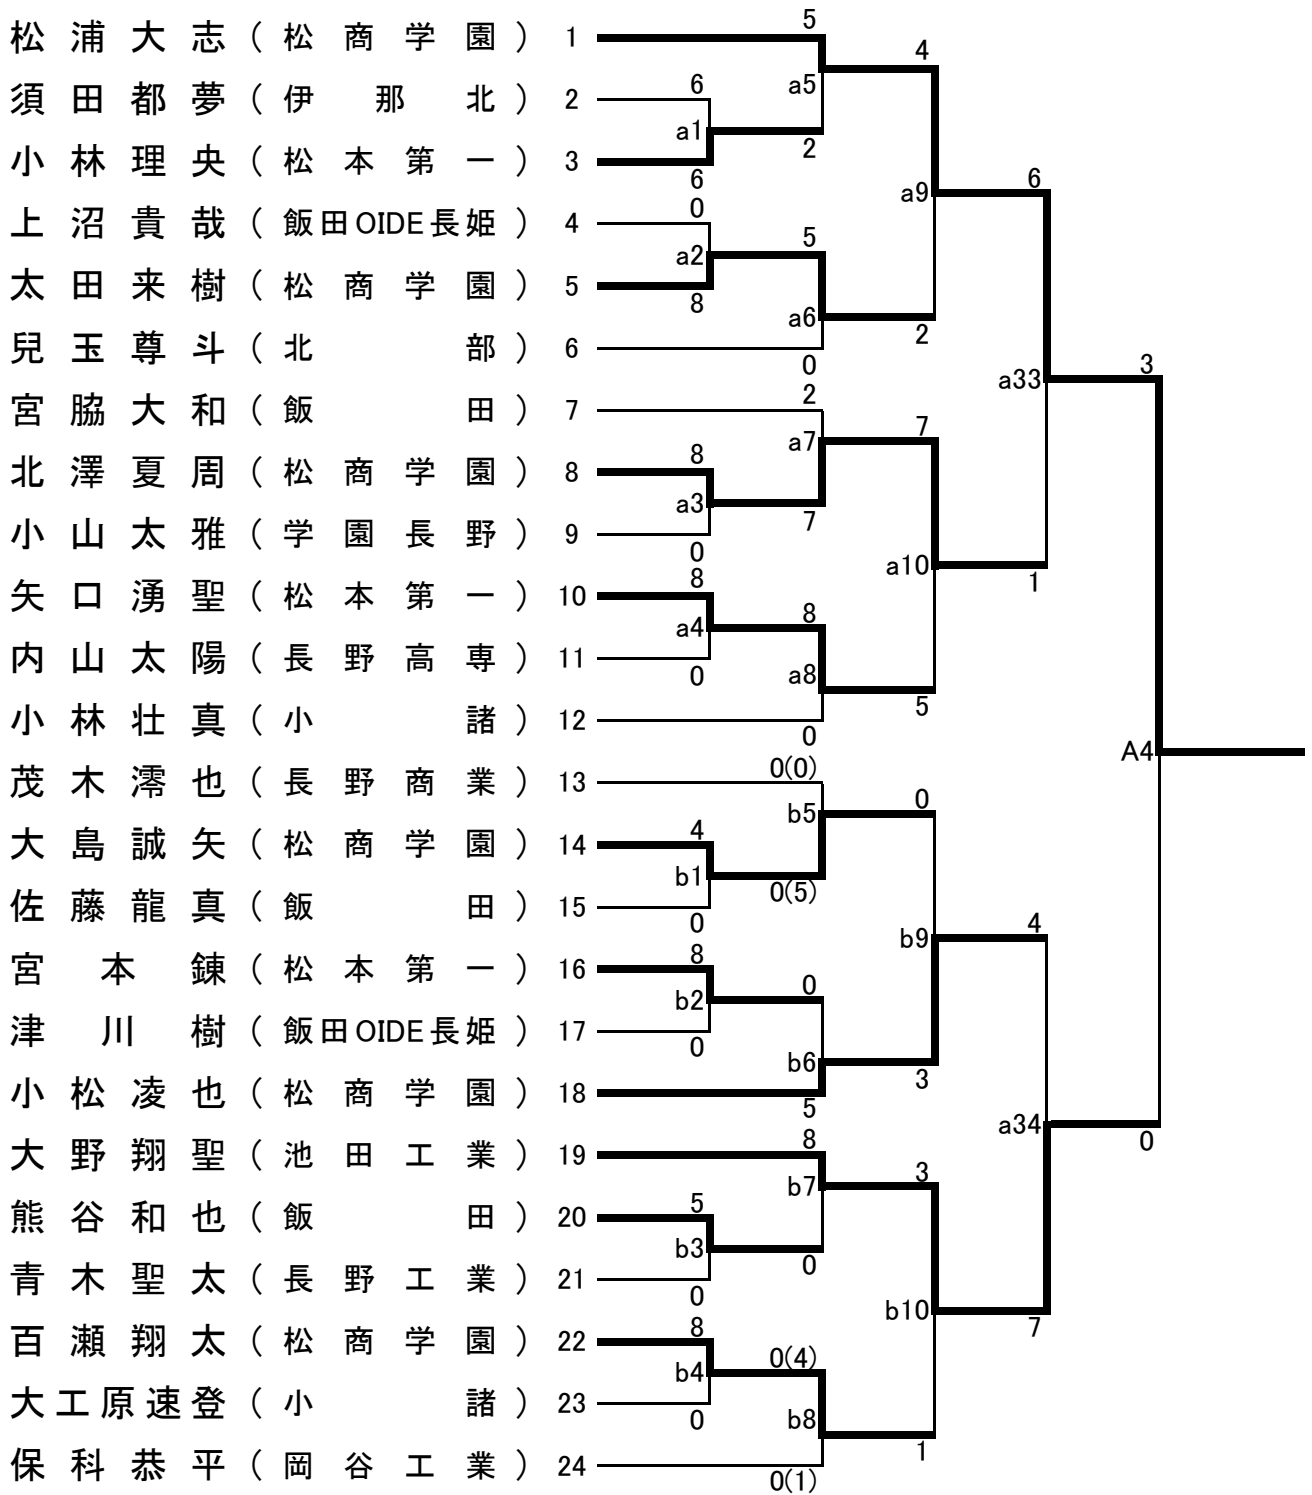 松浦大志（松商学園） 1
須田都夢（伊那北） 2
小林理央（松本第一） 3
上沼貴哉（飯田OIDE長姫） 4
太田来樹（松商学園） 5
兒玉尊斗（北部） 6
宮脇大和（飯田） 7
北澤夏周（松商学園） 8
小山太雅（学園長野） 9
矢口湧聖（松本第一） 10
内山太陽（長野高専） 11
小林壮真（小諸） 12
茂木澪也（長野商業） 13
大島誠矢（松商学園） 14
佐藤龍真（飯田） 15
宮本錬（松本第一） 16
津川樹（飯田OIDE長姫） 17
小松凌也（松商学園） 18
大野翔聖（池田工業） 19
熊谷和也（飯田） 20
青木聖太（長野工業） 21
百瀬翔太（松商学園） 22
大工原速登（小諸） 23
保科恭平（岡谷工業） 24
6
a1
6
0
a2
8
8
a3
0
8
a4
0
4
b1
0
8
b2
0
5
b3
0
8
b4
0
5
a5
2
5
a6
0
2
a7
7
8
a8
0
0(0)
b5
0(5)
0
b6
5
8
b7
0
0(4)
b8
0(1)
4
a9
2
7
a10
5
0
b9
3
3
b10
1
6
a33
1
4
a34
7
3
A4
0